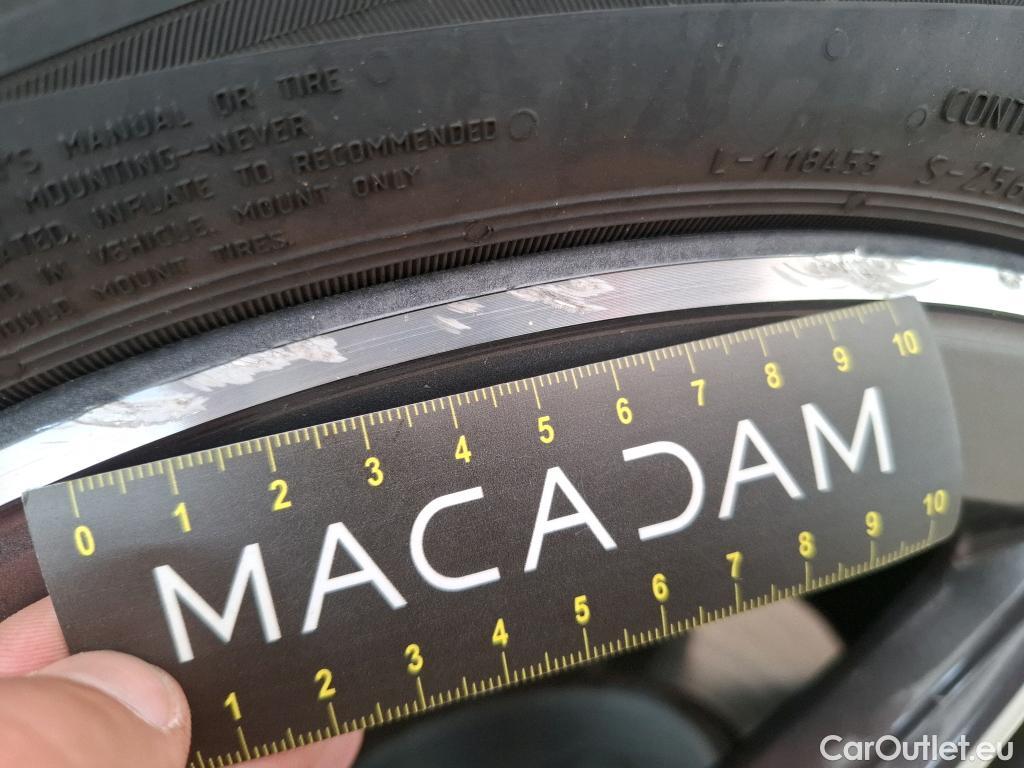 'S MANUAL OR TIRE
MOUNTING--NEVER
ATED. INFLATE TO RECOMMENDED
IN VEHICLE. MOUNT ONLY
MOUNT TIRES.
L-118453 S-256
CONT
0 1 2 3 4 5 6 7 8 9 10
MACADAM
1 2 3 4 5 6 7 8 9 10
CarOutlet.eu